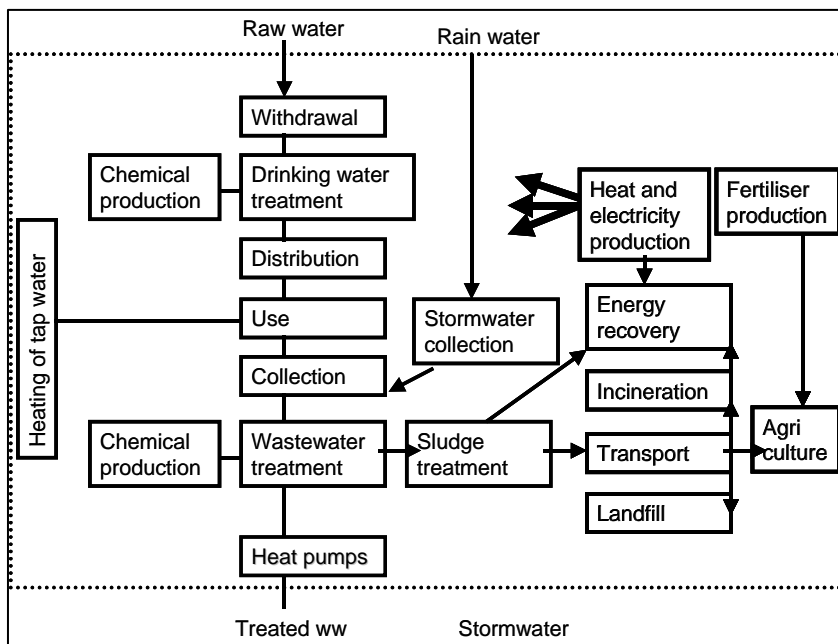 Raw water
Rain water
Withdrawal
Chemical
production
Drinking water
treatment
Heat and
electricity
production
Fertiliser
production
Distribution
Heating of tap water
Use
Stormwater
collection
Energy
recovery
Collection
Incineration
Chemical
production
Wastewater
treatment
Sludge
treatment
Transport
Agri
culture
Landfill
Heat pumps
Treated ww
Stormwater